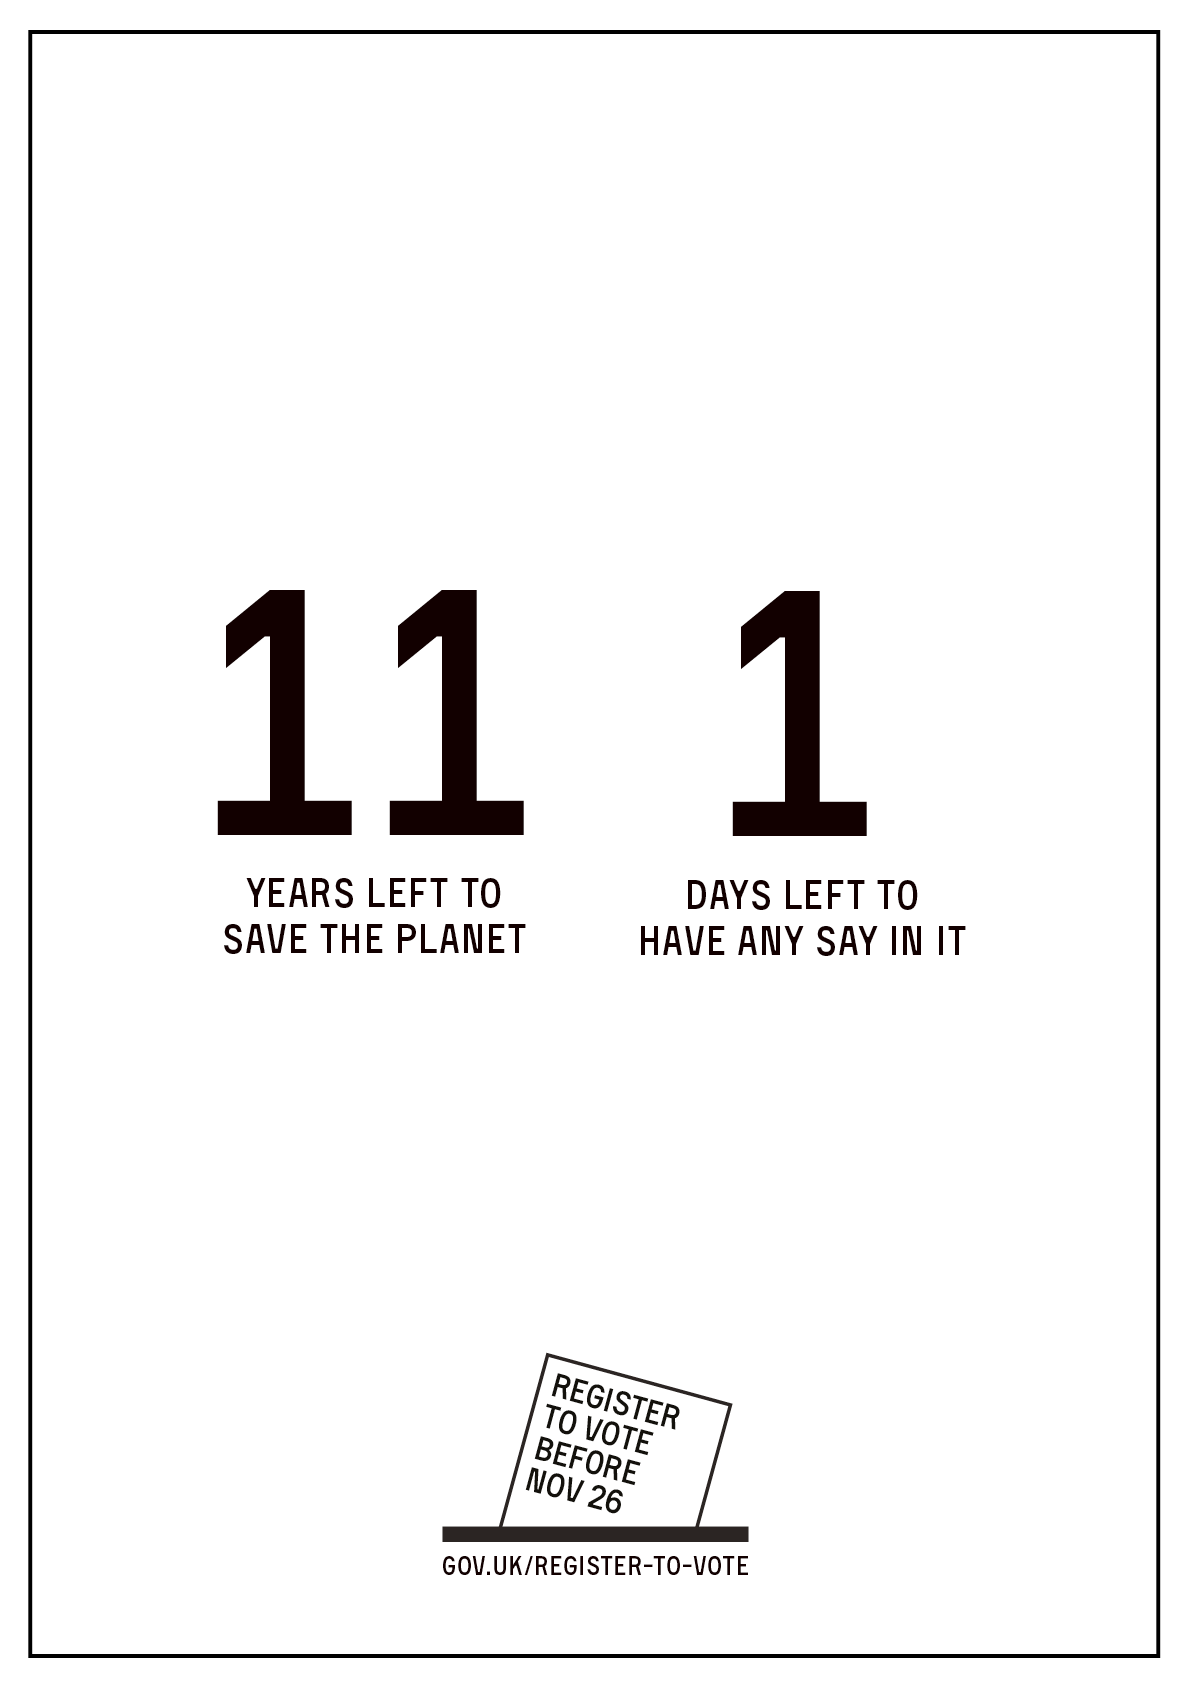 11
YEARS LEFT TO
SAVE THE PLANET
1
DAYS LEFT TO
HAVE ANY SAY IN IT
REGISTER
TO VOTE
BEFORE
NOV 26
GOV.UK/REGISTER-TO-VOTE